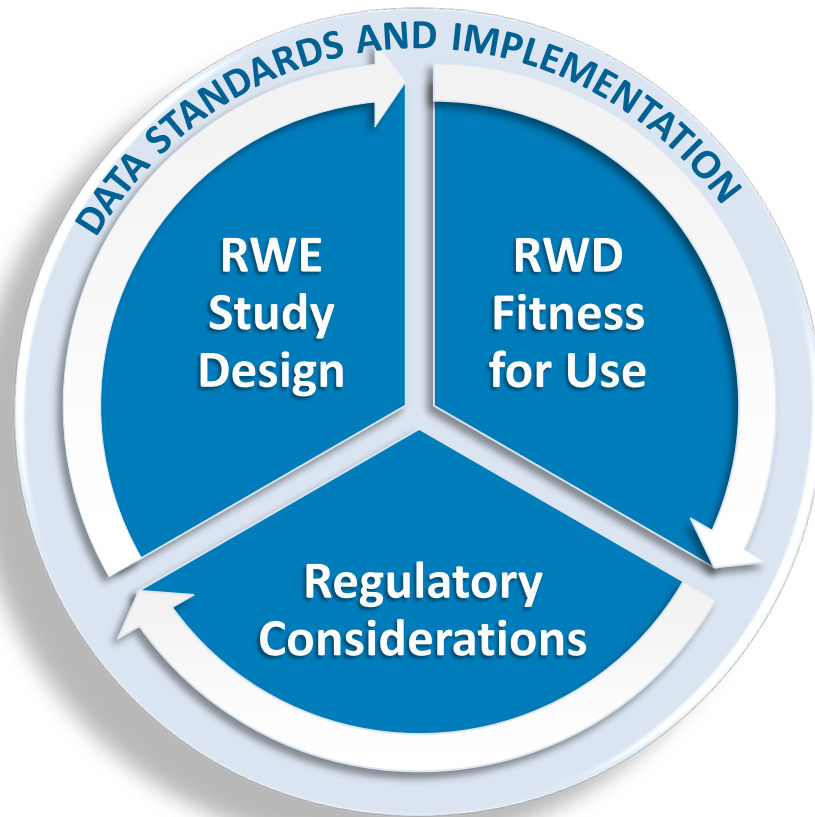 DATA STANDARDS AND IMPLEMENTATION
RWE
Study
Design
RWD
Fitness
for Use
Regulatory
Considerations